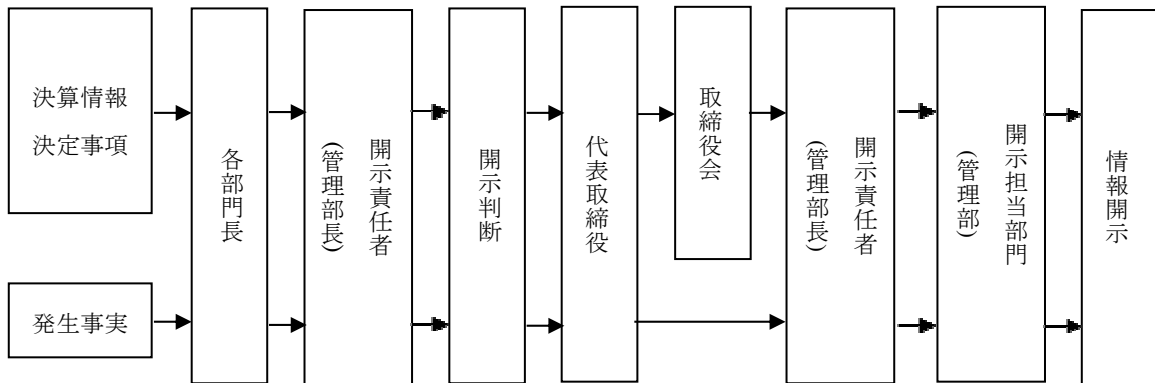 決算情報
決定事項
発生事実
各部門長
開示責任者
(管理部長)
開示判断
代表取締役
取締役会
開示責任者
(管理部長)
開示担当部門
(管理部)
情報開示